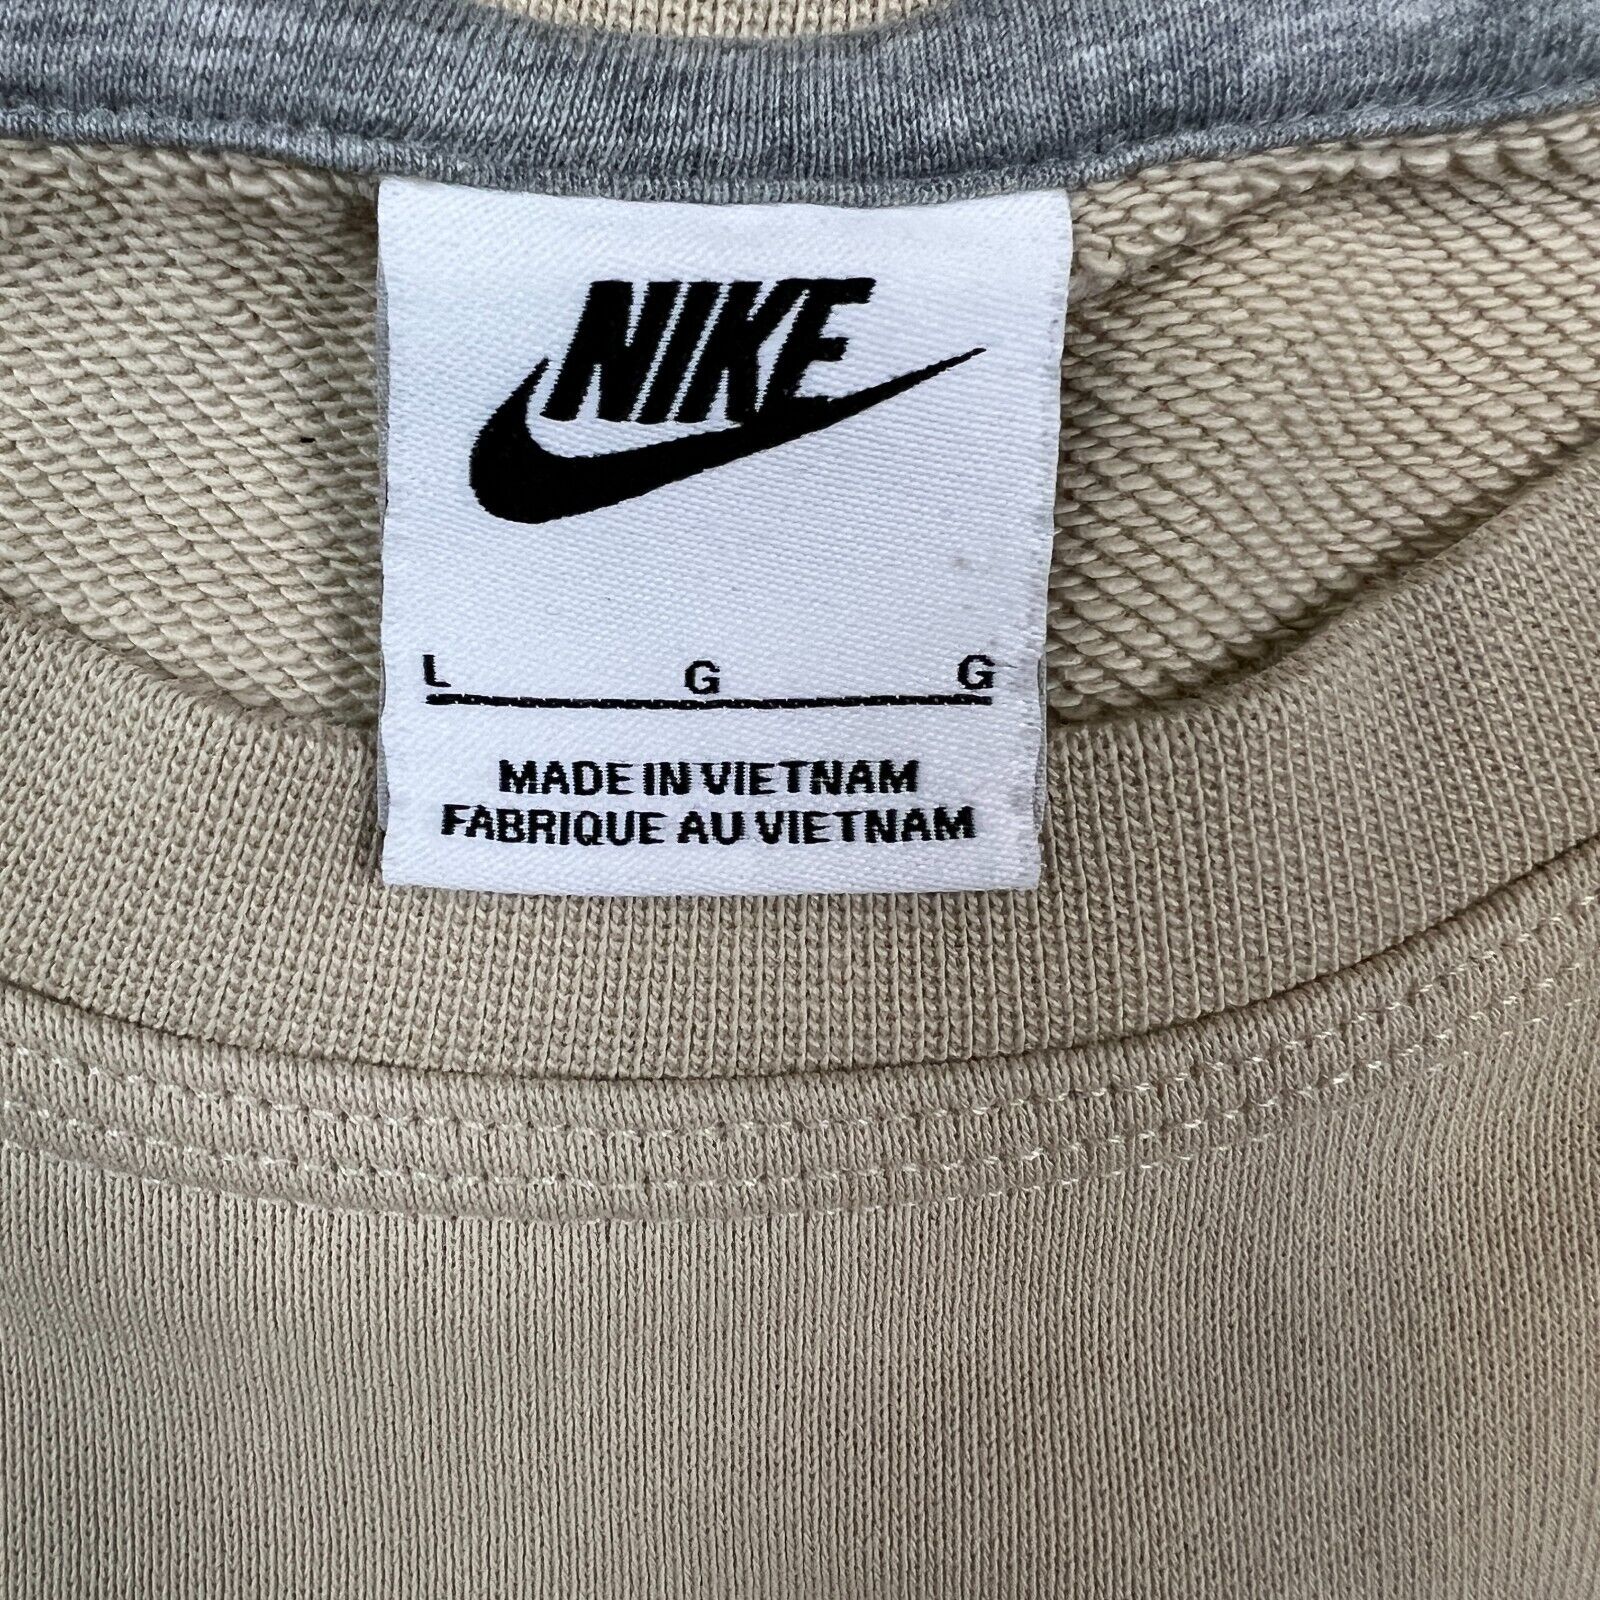 NIKE
L G G
MADE IN VIETNAM
FABRIQUE AU VIETNAM